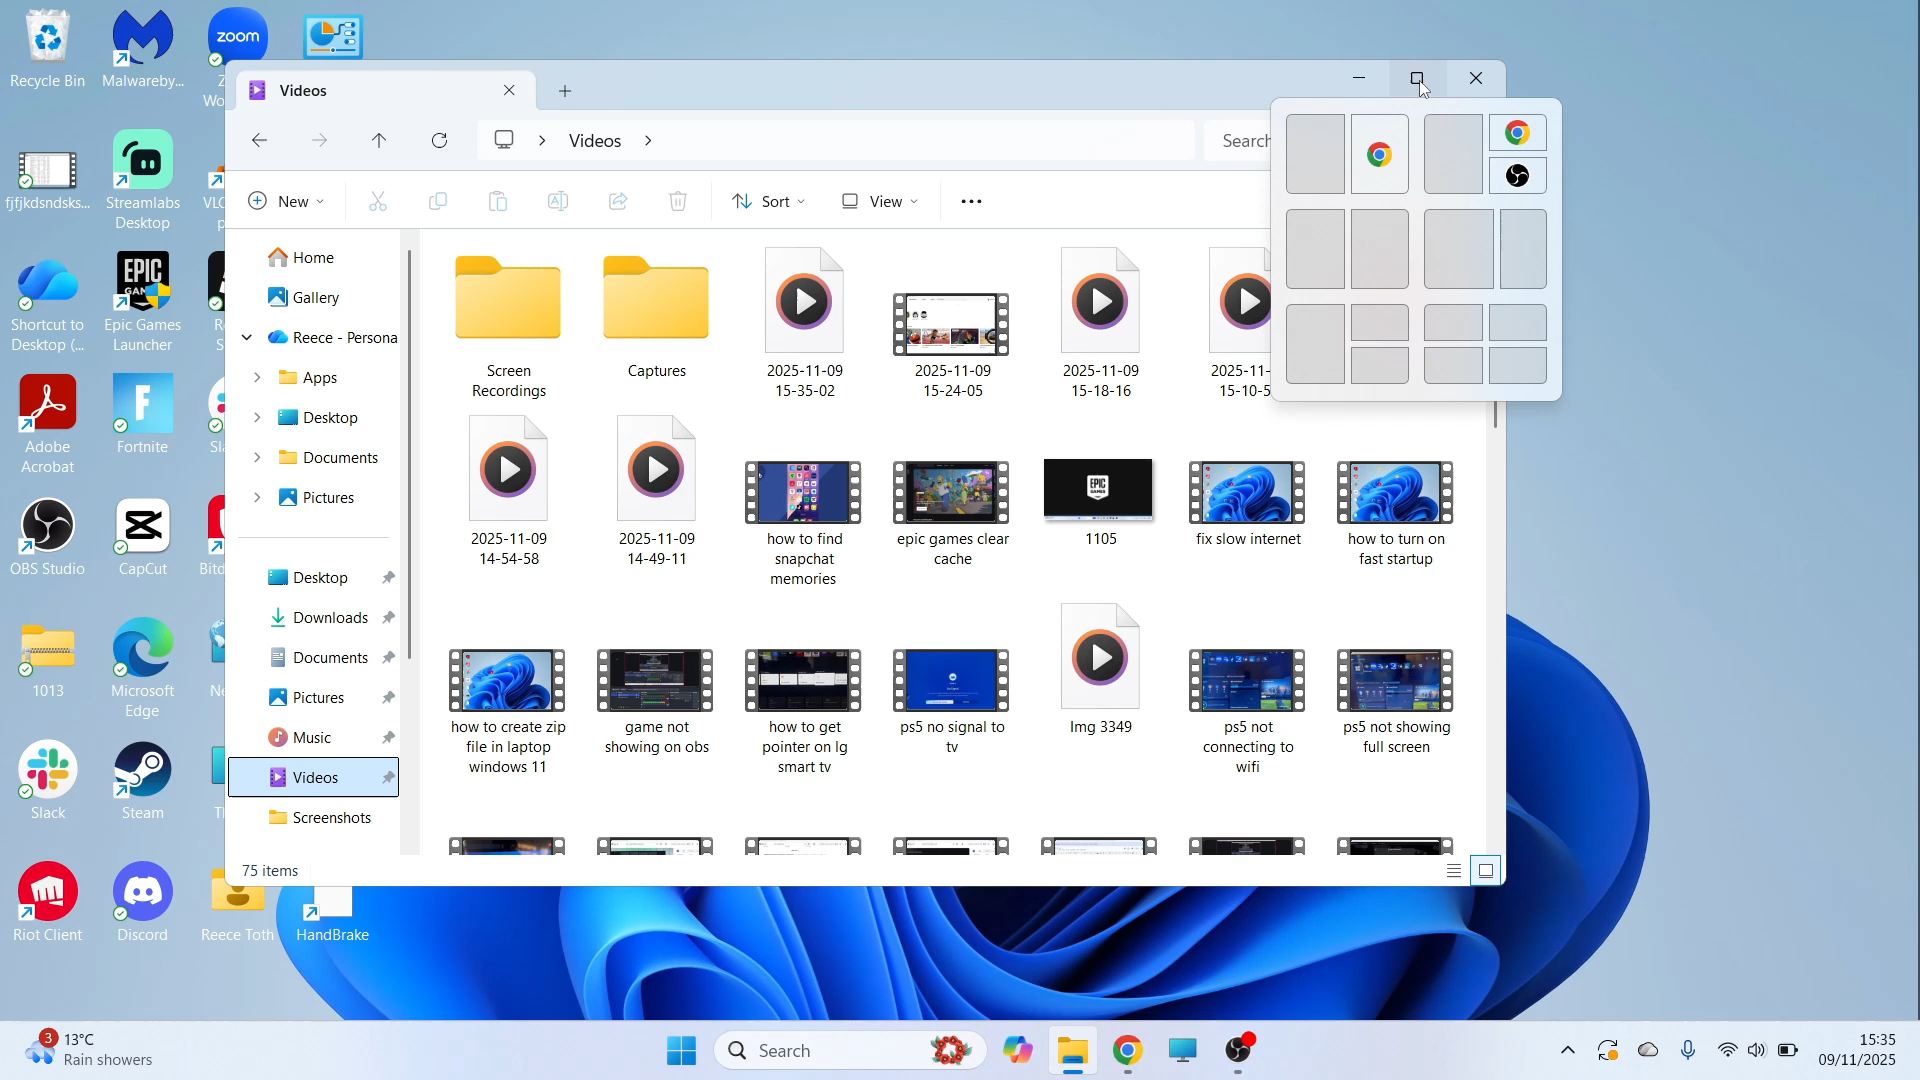 Recycle Bin
Malwareby...
zoom
Videos
Videos
Search
New
Sort
View
fjfjkdsndsks...
Streamlabs
Desktop
Shortcut to
Desktop (...
EPIC
Epic Games
Launcher
Adobe
Acrobat
Fortnite
OBS Studio
CapCut
1013
Microsoft
Edge
Slack
Steam
Riot Client
Discord
Reece Toth
HandBrake
Home
Gallery
Reece - Persona
Apps
Desktop
Documents
Pictures
Desktop
Downloads
Documents
Pictures
Music
Videos
Screenshots
Screen
Recordings
Captures
2025-11-09
15-35-02
2025-11-09
15-24-05
2025-11-09
15-18-16
2025-11-
15-10-5
2025-11-09
14-54-58
2025-11-09
14-49-11
how to find
snapchat
memories
epic games clear
cache
EPIC
GAMES
1105
fix slow internet
how to turn on
fast startup
how to create zip
file in laptop
windows 11
game not
showing on obs
how to get
pointer on lg
smart tv
ps5 no signal to
tv
Img 3349
ps5 not
connecting to
wifi
ps5 not showing
full screen
75 items
3
13°C
Rain showers
Search
15:35
09/11/2025